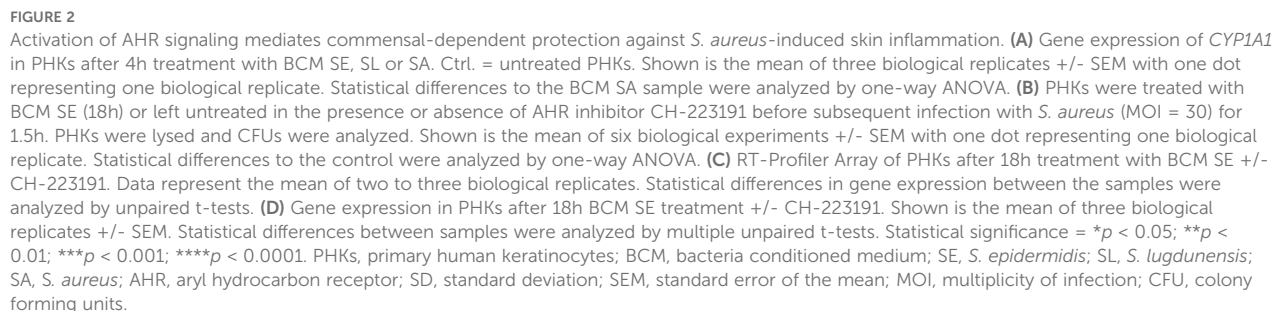 FIGURE 2
Activation of AHR signaling mediates commensal-dependent protection against S. aureus-induced skin inflammation. (A) Gene expression of CYP1A1
in PHKs after 4h treatment with BCM SE, SL or SA. Ctrl. = untreated PHKs. Shown is the mean of three biological replicates +/- SEM with one dot
representing one biological replicate. Statistical differences to the BCM SA sample were analyzed by one-way ANOVA. (B) PHKs were treated with
BCM SE (18h) or left untreated in the presence or absence of AHR inhibitor CH-223191 before subsequent infection with S. aureus (MOI = 30) for
1.5h. PHKs were lysed and CFUs were analyzed. Shown is the mean of six biological experiments +/- SEM with one dot representing one biological
replicate. Statistical differences to the control were analyzed by one-way ANOVA. (C) RT-Profiler Array of PHKs after 18h treatment with BCM SE +/-
CH-223191. Data represent the mean of two to three biological replicates. Statistical differences in gene expression between the samples were
analyzed by unpaired t-tests. (D) Gene expression in PHKs after 18h BCM SE treatment +/- CH-223191. Shown is the mean of three biological
replicates +/- SEM. Statistical differences between samples were analyzed by multiple unpaired t-tests. Statistical significance = *p < 0.05; **p <
0.01; ***p < 0.001; ****p < 0.0001. PHKs, primary human keratinocytes; BCM, bacteria conditioned medium; SE, S. epidermidis; SL, S. lugdunensis;
SA, S. aureus; AHR, aryl hydrocarbon receptor; SD, standard deviation; SEM, standard error of the mean; MOI, multiplicity of infection; CFU, colony
forming units.